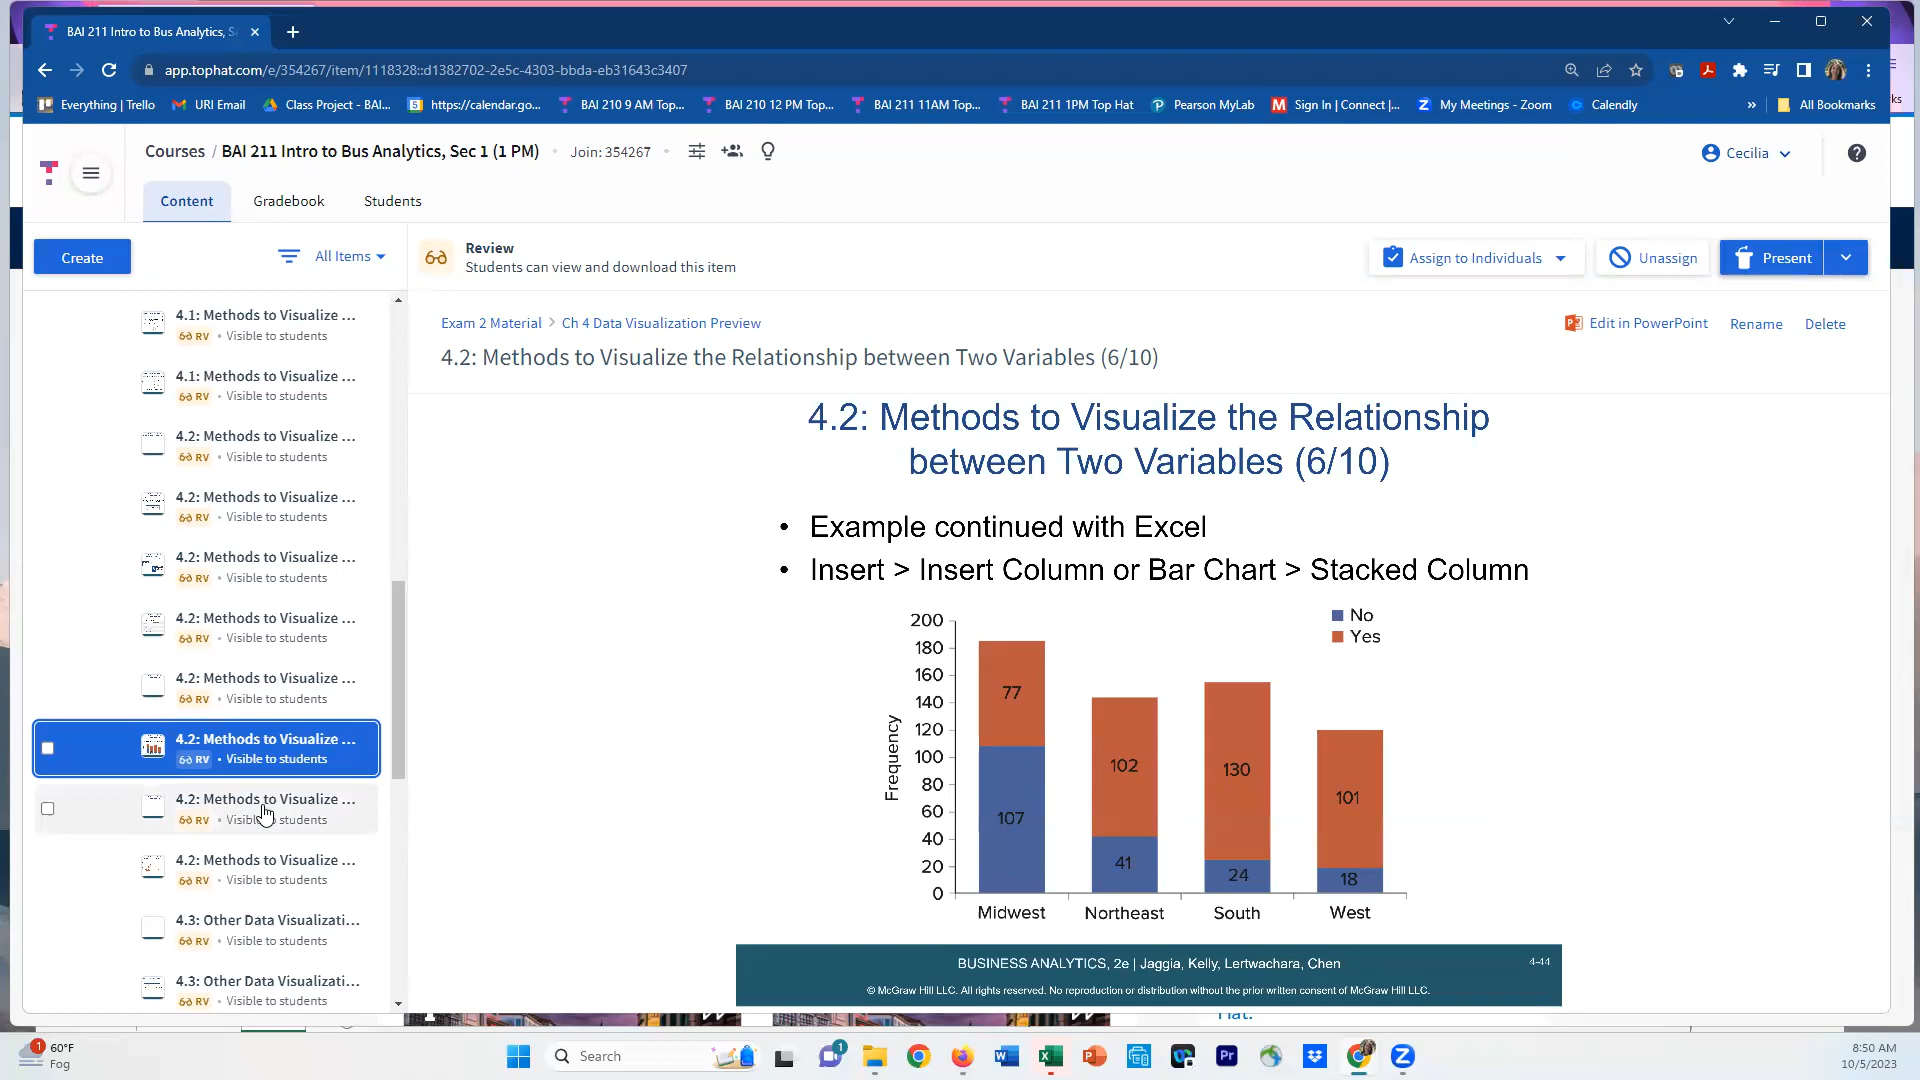 BAI 211 Intro to Bus Analytics, S
app.tophat.com/e/354267/item/1118328::d1382702-2e5c-4303-bbda-eb31643c3407
Everything | Trello
URI Email
Class Project - BAI...
https://calendar.go...
BAI 210 9 AM Top...
BAI 210 12 PM Top...
BAI 211 11AM Top...
BAI 211 1PM Top Hat
Pearson MyLab
Sign In | Connect |...
My Meetings - Zoom
Calendly
»
All Bookmarks
Courses / BAI 211 Intro to Bus Analytics, Sec 1 (1 PM)
Join: 354267
Cecilia
Content
Gradebook
Students
Create
All Items
Review
Students can view and download this item
Assign to Individuals
Unassign
Present
Exam 2 Material > Ch 4 Data Visualization Preview
Edit in PowerPoint
Rename
Delete
4.2: Methods to Visualize the Relationship between Two Variables (6/10)
4.1: Methods to Visualize ...
RV • Visible to students
4.1: Methods to Visualize ...
RV • Visible to students
4.2: Methods to Visualize ...
RV • Visible to students
4.2: Methods to Visualize ...
RV • Visible to students
4.2: Methods to Visualize ...
RV • Visible to students
4.2: Methods to Visualize ...
RV • Visible to students
4.2: Methods to Visualize ...
RV • Visible to students
4.2: Methods to Visualize ...
RV • Visible to students
4.2: Methods to Visualize ...
RV • Visible to students
4.2: Methods to Visualize ...
RV • Visible to students
4.3: Other Data Visualizati...
RV • Visible to students
4.3: Other Data Visualizati...
RV • Visible to students
4.2: Methods to Visualize the Relationship
between Two Variables (6/10)
• Example continued with Excel
• Insert > Insert Column or Bar Chart > Stacked Column
No
Yes
Frequency
200
180
160
140
120
100
80
60
40
20
0
77
107
102
41
130
24
101
18
Midwest
Northeast
South
West
BUSINESS ANALYTICS, 2e | Jaggia, Kelly, Lertwachara, Chen
4-44
© McGraw Hill LLC. All rights reserved. No reproduction or distribution without the prior written consent of McGraw Hill LLC.
1
60°F
Fog
Search
1
8:50 AM
10/5/2023